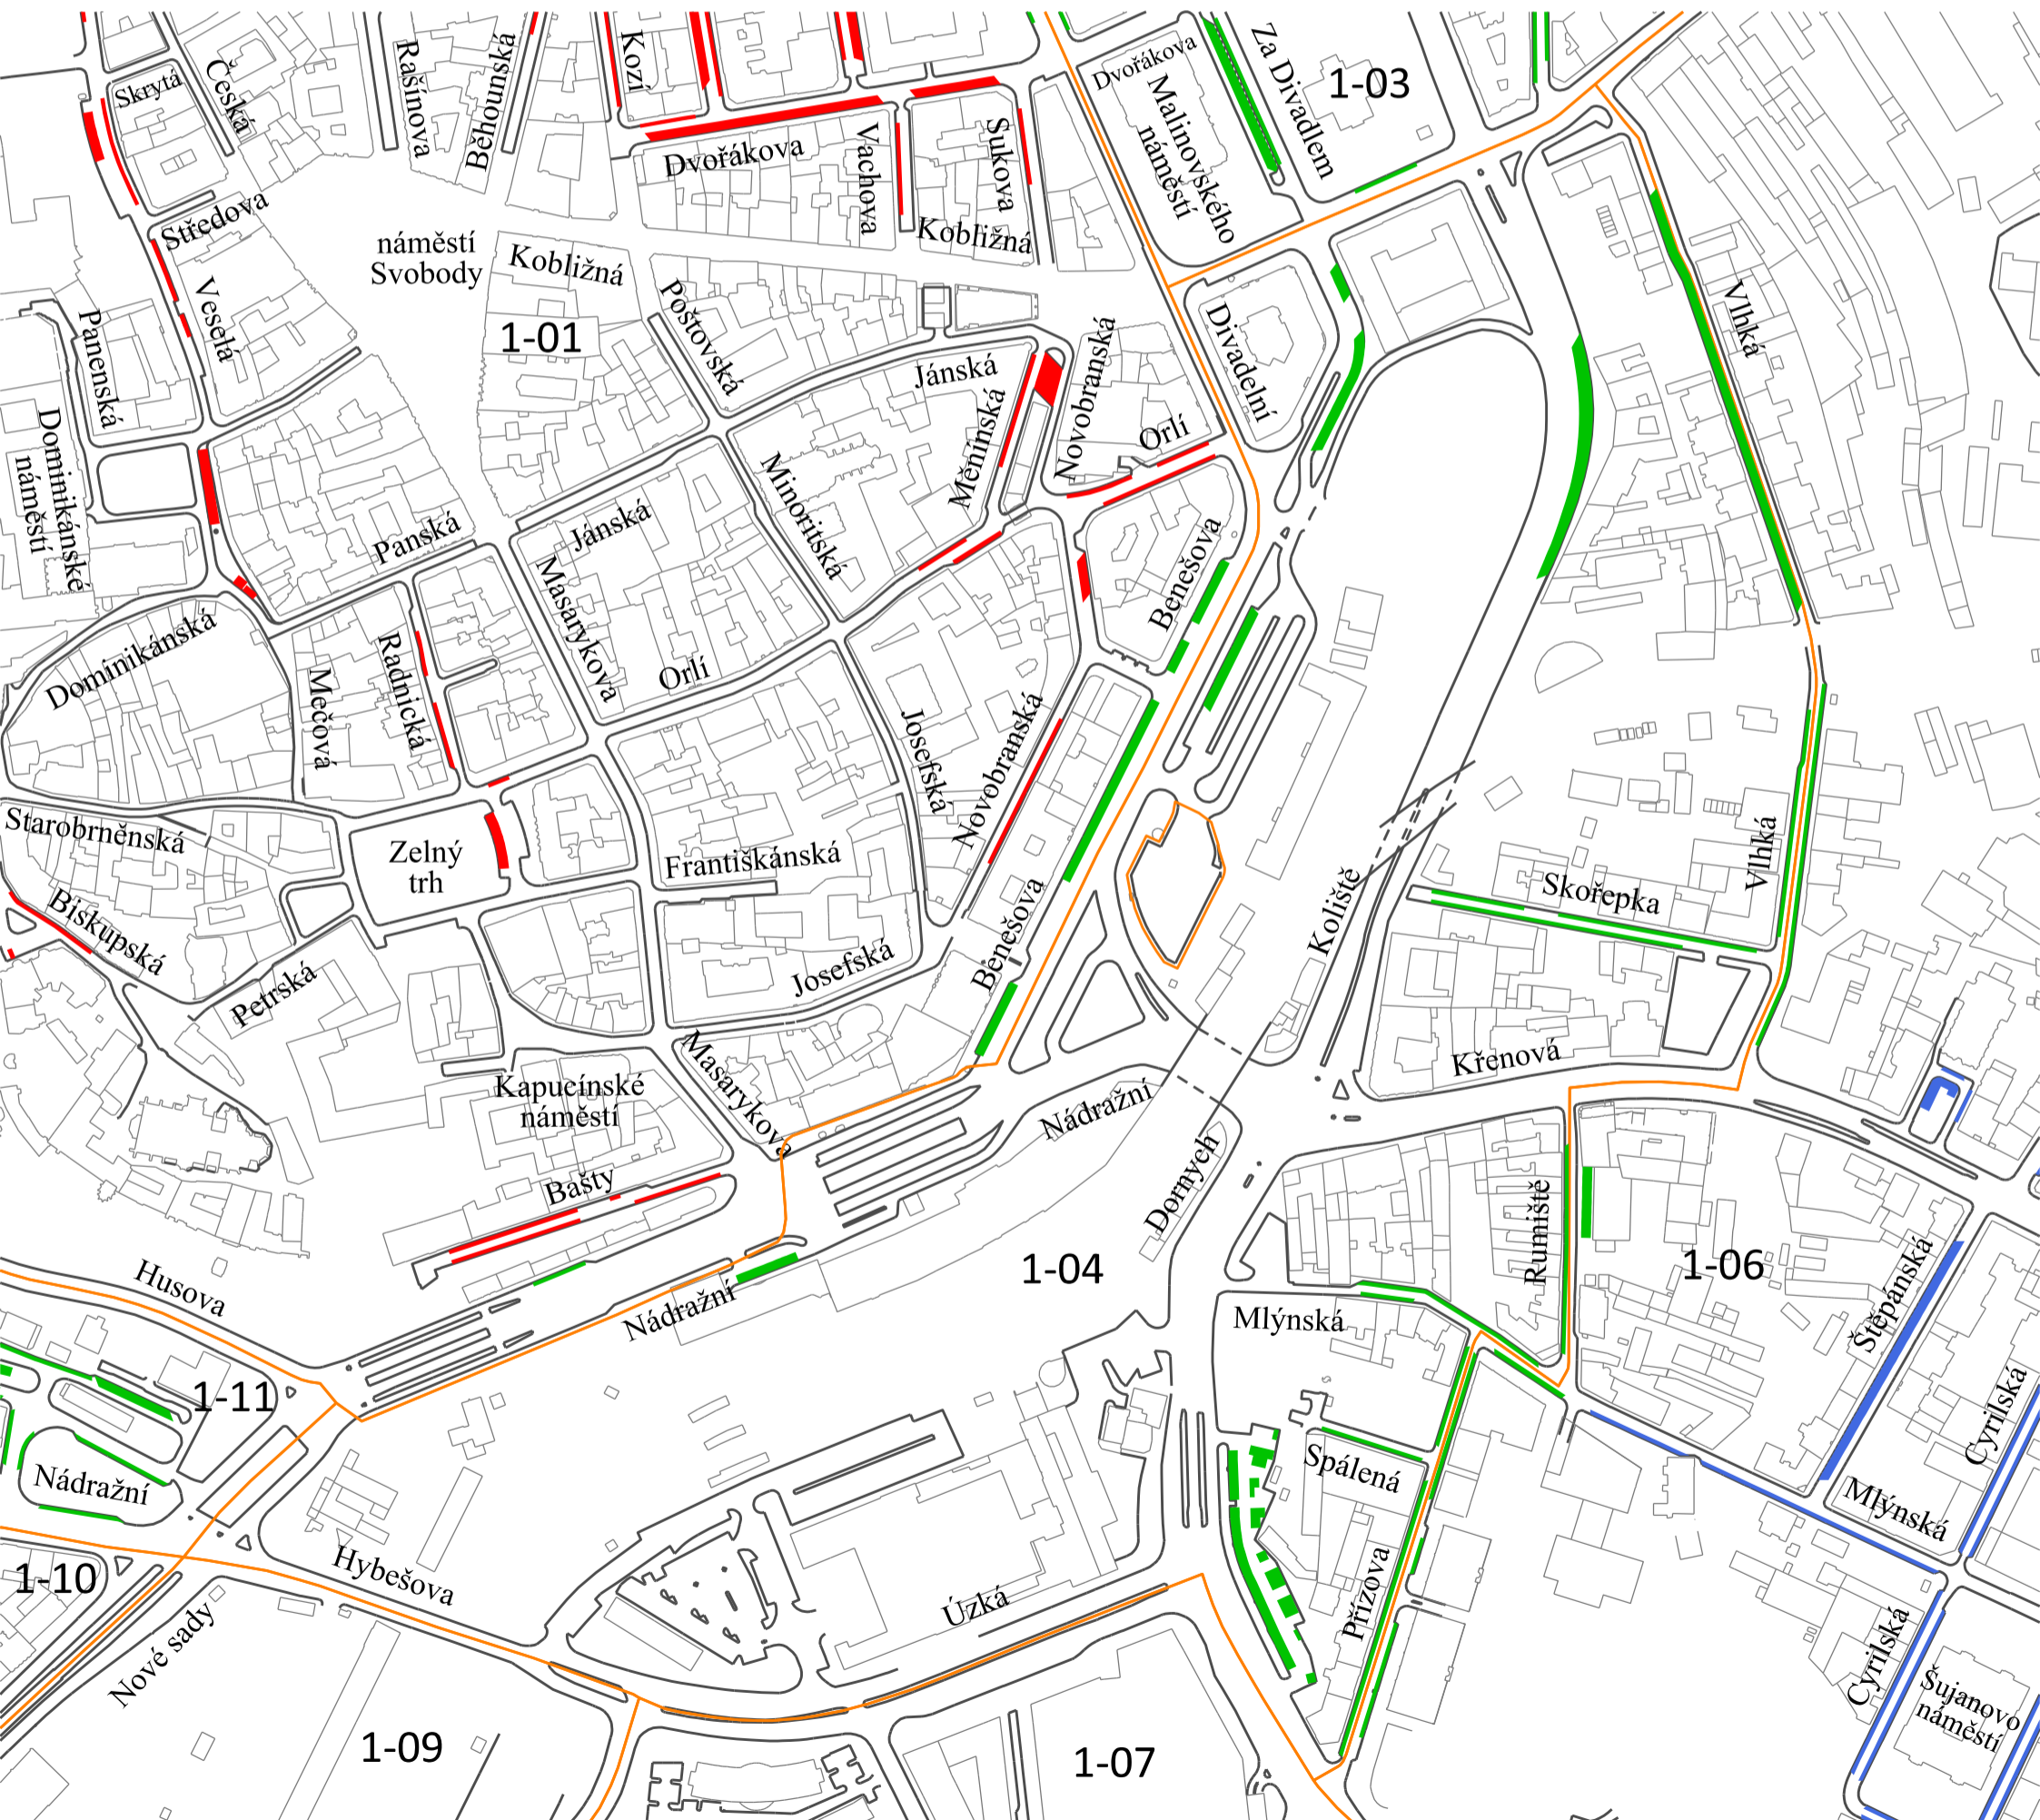 Skrytá
Česká
Rašínova
Běhounská
Kozí
Dvořákova
Vachova
Sukova
Kobližná
Dvořákova
Malinovského
náměstí
Za Divadlem
1-03
Středova
Veselá
náměstí
Svobody
Kobližná
1-01
Poštovská
Panenská
Dominikánské
náměstí
Jánská
Měnínská
Novobranská
Orlí
Divadelní
Vlhká
Panská
Jánská
Minoritská
Masarykova
Benešova
Dominikánská
Mečová
Radnická
Orlí
Josefská
Novobranská
Starobrněnská
Zelný
trh
Františkánská
Benešova
Koliště
Skořepka
Vlhká
Biskupská
Petrská
Josefská
Masarykova
Kapucínské
náměstí
Nádražní
Křenová
Dornych
Bašty
Rumiště
1-06
Štěpánská
Husova
Nádražní
1-04
Mlýnská
1-11
Nádražní
Spálená
Cyrilská
Mlýnská
1-10
Hybešova
Nové sady
Úzká
Přízova
Cyrilská
Šujanovo
náměstí
1-09
1-07